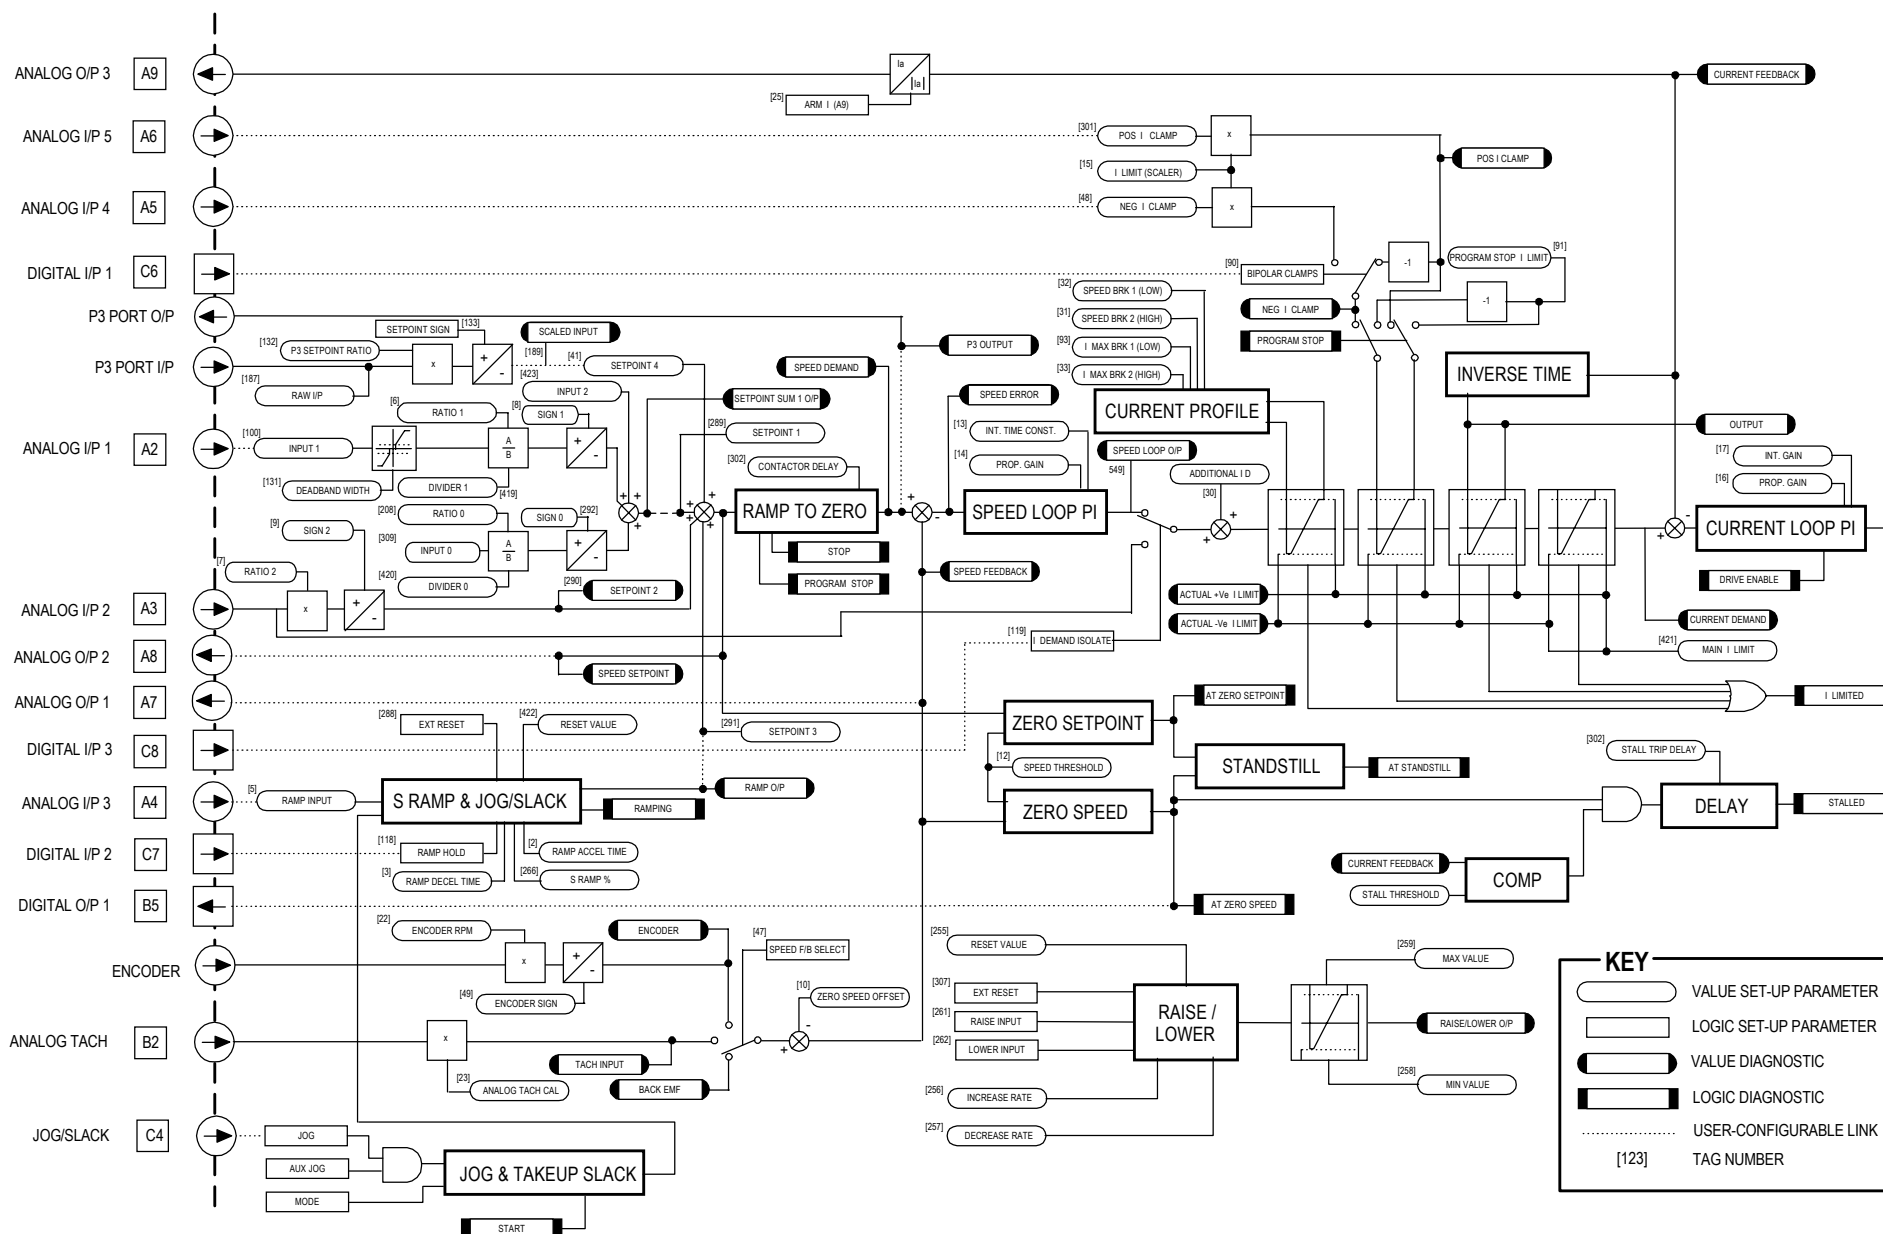 ANALOG O/P 3 A9
Ia
|Ia|
CURRENT FEEDBACK
[25] ARM I (A9)
ANALOG I/P 5 A6
[301] POS I CLAMP
x
POS I CLAMP
[15] I LIMIT (SCALER)
ANALOG I/P 4 A5
[48] NEG I CLAMP
x
DIGITAL I/P 1 C6
[90] BIPOLAR CLAMPS
-1
PROGRAM STOP I LIMIT [91]
[32] SPEED BRK 1 (LOW)
NEG I CLAMP
-1
P3 PORT O/P
[31] SPEED BRK 2 (HIGH)
SETPOINT SIGN [133]
SCALED INPUT
PROGRAM STOP
[132] P3 SETPOINT RATIO
x
+
-
[189]
[41] SETPOINT 4
P3 OUTPUT
[93] I MAX BRK 1 (LOW)
P3 PORT I/P
SPEED DEMAND
[33] I MAX BRK 2 (HIGH)
INVERSE TIME
[187] RAW I/P
[423] INPUT 2
SETPOINT SUM 1 O/P
SPEED ERROR
CURRENT PROFILE
[6] RATIO 1
[8] SIGN 1
[289] SETPOINT 1
[13] INT. TIME CONST.
OUTPUT
ANALOG I/P 1 A2
[100] INPUT 1
A
B
+
-
[302] CONTACTOR DELAY
[14] PROP. GAIN
SPEED LOOP O/P
549]
ADDITIONAL I D
[30]
[17] INT. GAIN
[16] PROP. GAIN
[131] DEADBAND WIDTH
DIVIDER 1 [419]
[208] RATIO 0
SIGN 0 [292]
+ + +
+ + + +
RAMP TO ZERO
+
-
SPEED LOOP PI
+
+
+
-
CURRENT LOOP PI
[9] SIGN 2
[309] INPUT 0
A
B
+
-
STOP
[7] RATIO 2
[420] DIVIDER 0
[290] SETPOINT 2
PROGRAM STOP
SPEED FEEDBACK
DRIVE ENABLE
ANALOG I/P 2 A3
x
+
-
ACTUAL +Ve I LIMIT
ACTUAL -Ve I LIMIT
CURRENT DEMAND
[119] I DEMAND ISOLATE
[421] MAIN I LIMIT
ANALOG O/P 2 A8
SPEED SETPOINT
ANALOG O/P 1 A7
AT ZERO SETPOINT
I LIMITED
[288] EXT RESET
[422] RESET VALUE
[291] SETPOINT 3
ZERO SETPOINT
DIGITAL I/P 3 C8
[12] SPEED THRESHOLD
STANDSTILL
AT STANDSTILL
[302] STALL TRIP DELAY
ANALOG I/P 3 A4
[5] RAMP INPUT
S RAMP & JOG/SLACK
RAMP O/P
RAMPING
ZERO SPEED
DELAY
STALLED
DIGITAL I/P 2 C7
[118] RAMP HOLD
[2] RAMP ACCEL TIME
[3] RAMP DECEL TIME
[266] S RAMP %
CURRENT FEEDBACK
COMP
STALL THRESHOLD
DIGITAL O/P 1 B5
AT ZERO SPEED
[22] ENCODER RPM
ENCODER
[47] SPEED F/B SELECT
[255] RESET VALUE
[259] MAX VALUE
ENCODER
x
+
-
[49] ENCODER SIGN
[10] ZERO SPEED OFFSET
[307] EXT RESET
[261] RAISE INPUT
[262] LOWER INPUT
RAISE /
LOWER
RAISE/LOWER O/P
ANALOG TACH B2
x
-
+
TACH INPUT
[23] ANALOG TACH CAL
BACK EMF
[256] INCREASE RATE
[258] MIN VALUE
[257] DECREASE RATE
JOG/SLACK C4
JOG
AUX JOG
MODE
JOG & TAKEUP SLACK
START
KEY
VALUE SET-UP PARAMETER
LOGIC SET-UP PARAMETER
VALUE DIAGNOSTIC
LOGIC DIAGNOSTIC
USER-CONFIGURABLE LINK
[123] TAG NUMBER